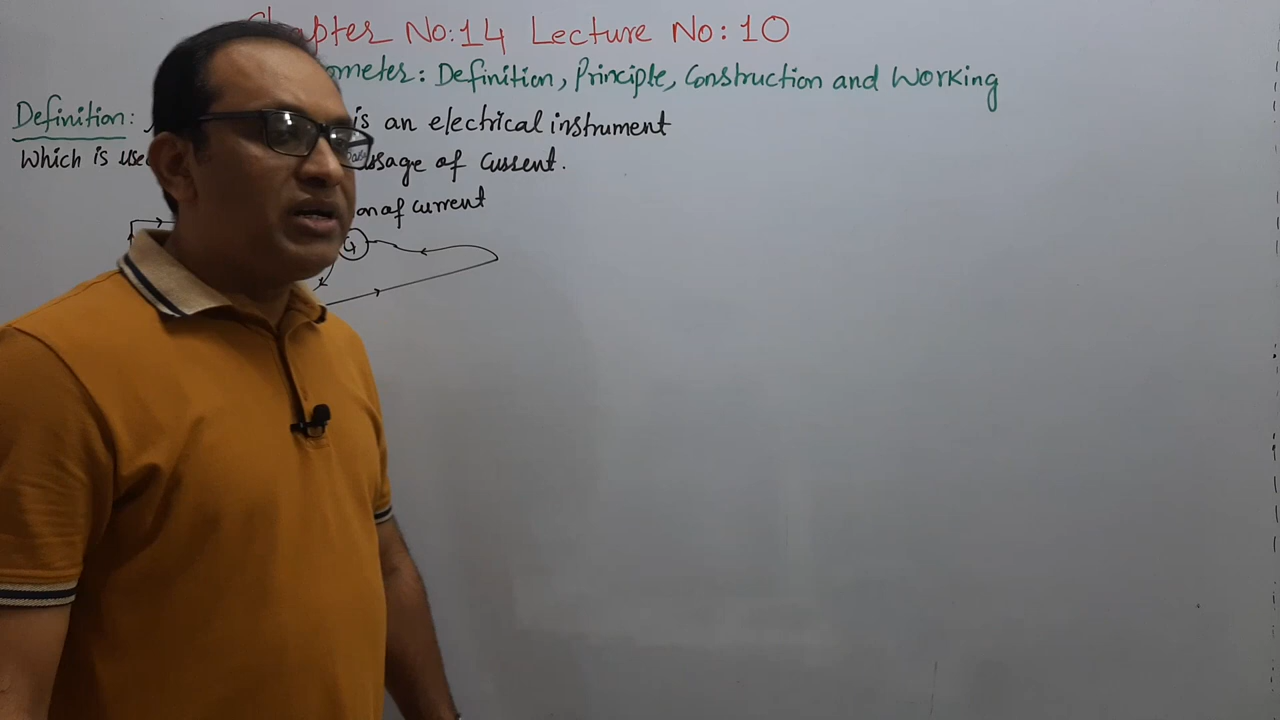 Chapter No:14 Lecture No:10
ometer: Definition, Principle, Construction and Working
Definition: is an electrical instrument
Which is use ssage of Current.
on of current
G